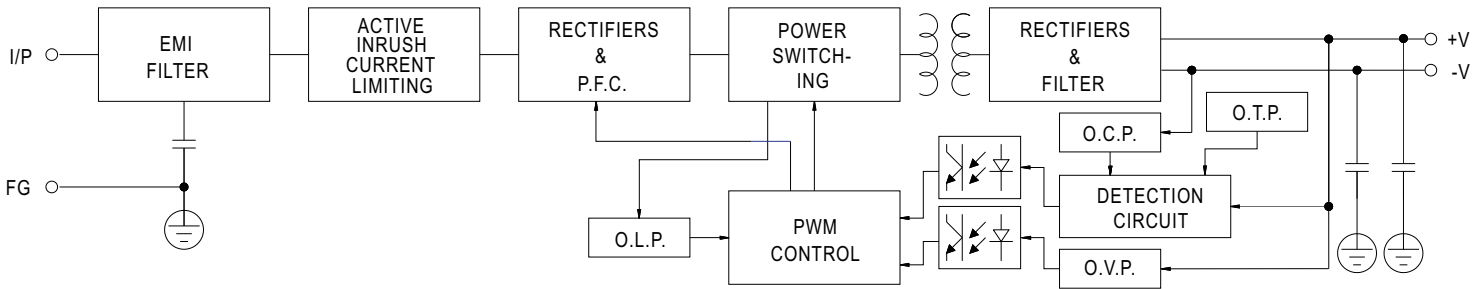 I/P
EMI
FILTER
ACTIVE
INRUSH
CURRENT
LIMITING
RECTIFIERS
&
P.F.C.
POWER
SWITCH-
ING
RECTIFIERS
&
FILTER
+V
-V
O.C.P.
O.T.P.
FG
DETECTION
CIRCUIT
O.L.P.
PWM
CONTROL
O.V.P.